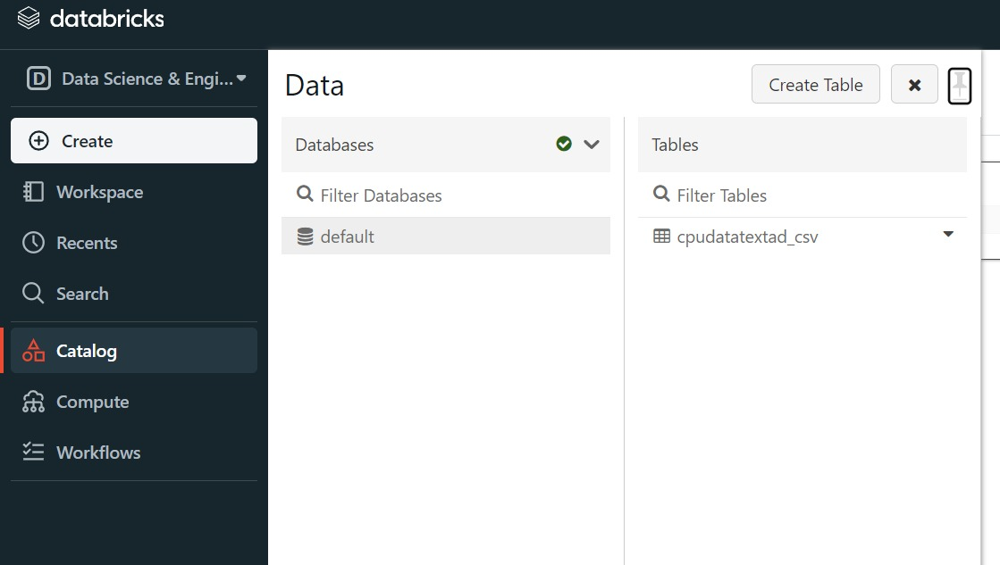 databricks
D Data Science & Engi...
Create
Workspace
Recents
Search
Catalog
Compute
Workflows
Data
Create Table
Databases
Filter Databases
default
Tables
Filter Tables
cpudatatextad_csv